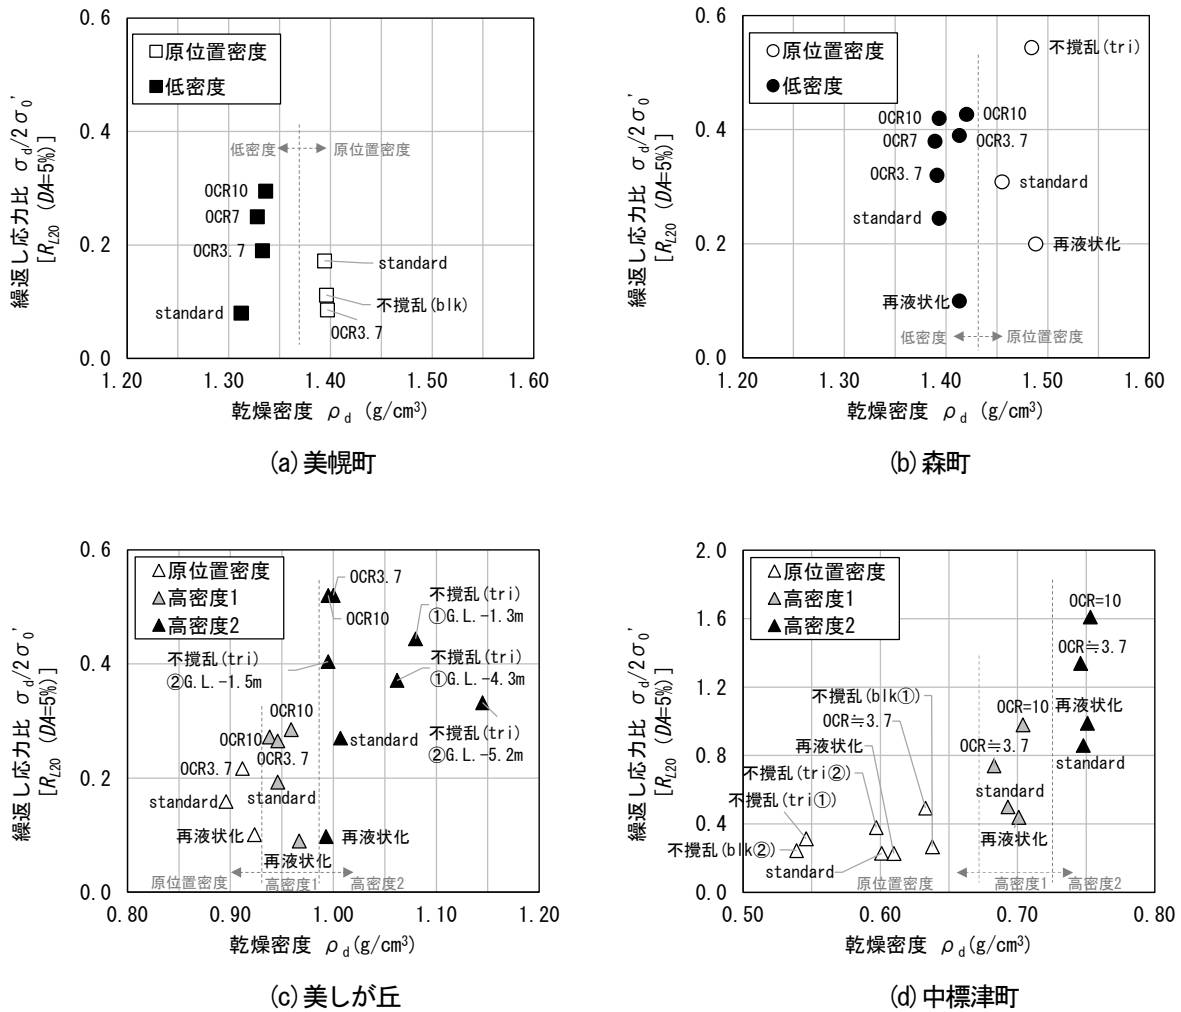 0.6
0.4
0.2
0.0
繰返し応力比 σd/2σ0'
[RL20 (DA=5%)]
□原位置密度
■低密度
低密度 原位置密度
OCR10
OCR7
OCR3.7
standard
standard
不攪乱(blk)
OCR3.7
1.20 1.30 1.40 1.50 1.60
乾燥密度 ρd (g/cm³)
(a) 美幌町
0.6
0.4
0.2
0.0
繰返し応力比 σd/2σ0'
[RL20 (DA=5%)]
○原位置密度
●低密度
不攪乱(tri)
OCR10 OCR10
OCR7 OCR3.7
OCR3.7 standard
standard
再液状化
再液状化
低密度 原位置密度
1.20 1.30 1.40 1.50 1.60
乾燥密度 ρd (g/cm³)
(b) 森町
0.6
0.4
0.2
0.0
繰返し応力比 σd/2σ0'
[RL20 (DA=5%)]
△原位置密度
▲高密度1
▲高密度2
OCR3.7
OCR10
不攪乱(tri)
①G.L.-1.3m
不攪乱(tri)
②G.L.-1.5m
不攪乱(tri)
①G.L.-4.3m
不攪乱(tri)
②G.L.-5.2m
OCR10
OCR10
OCR3.7
OCR3.7
standard
standard
standard
再液状化
再液状化
再液状化
原位置密度 高密度1 高密度2
0.80 0.90 1.00 1.10 1.20
乾燥密度 ρd(g/cm³)
(c) 美しが丘
2.0
1.6
1.2
0.8
0.4
0.0
繰返し応力比 σd/2σ0'
[RL20 (DA=5%)]
△原位置密度
▲高密度1
▲高密度2
OCR=10
OCR≒3.7
再液状化
standard
OCR=10
OCR≒3.7
standard
再液状化
不攪乱(blk①)
OCR≒3.7
再液状化
不攪乱(tri②)
不攪乱(tri①)
不攪乱(blk②)
standard
原位置密度 高密度1 高密度2
0.50 0.60 0.70 0.80
乾燥密度 ρd(g/cm³)
(d) 中標津町